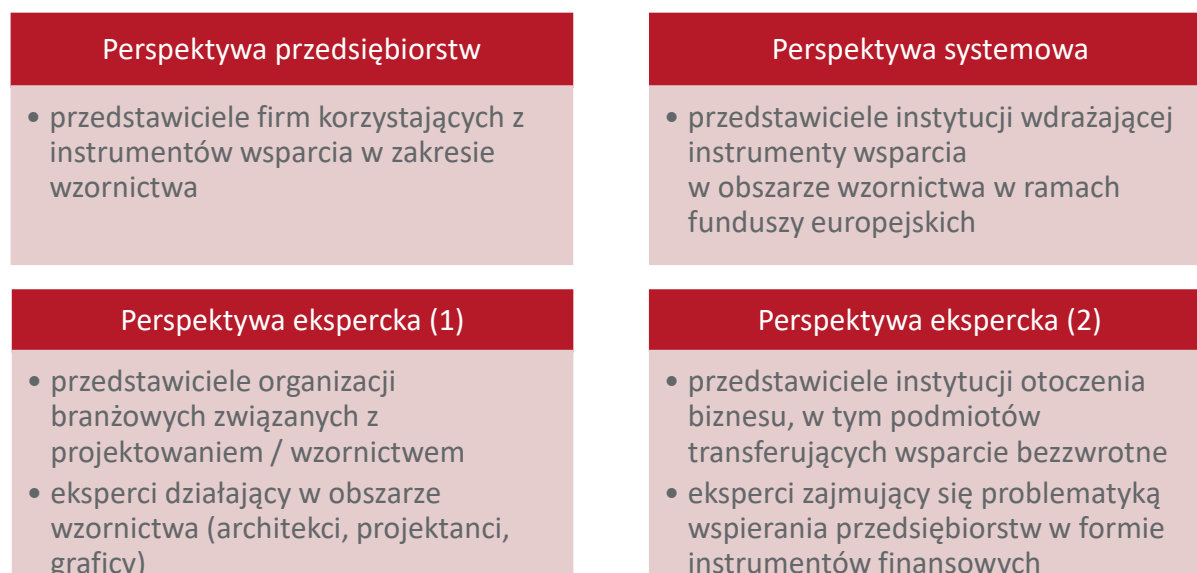 Perspektywa przedsiębiorstw
• przedstawiciele firm korzystających z
instrumentów wsparcia w zakresie
wzornictwa
Perspektywa systemowa
• przedstawiciele instytucji wdrażającej
instrumenty wsparcia
w obszarze wzornictwa w ramach
funduszy europejskich
Perspektywa ekspercka (1)
• przedstawiciele organizacji
branżowych związanych z
projektowaniem / wzornictwem
• eksperci działający w obszarze
wzornictwa (architekci, projektanci,
graficy)
Perspektywa ekspercka (2)
• przedstawiciele instytucji otoczenia
biznesu, w tym podmiotów
transferujących wsparcie bezzwrotne
• eksperci zajmujący się problematyką
wspierania przedsiębiorstw w formie
instrumentów finansowych